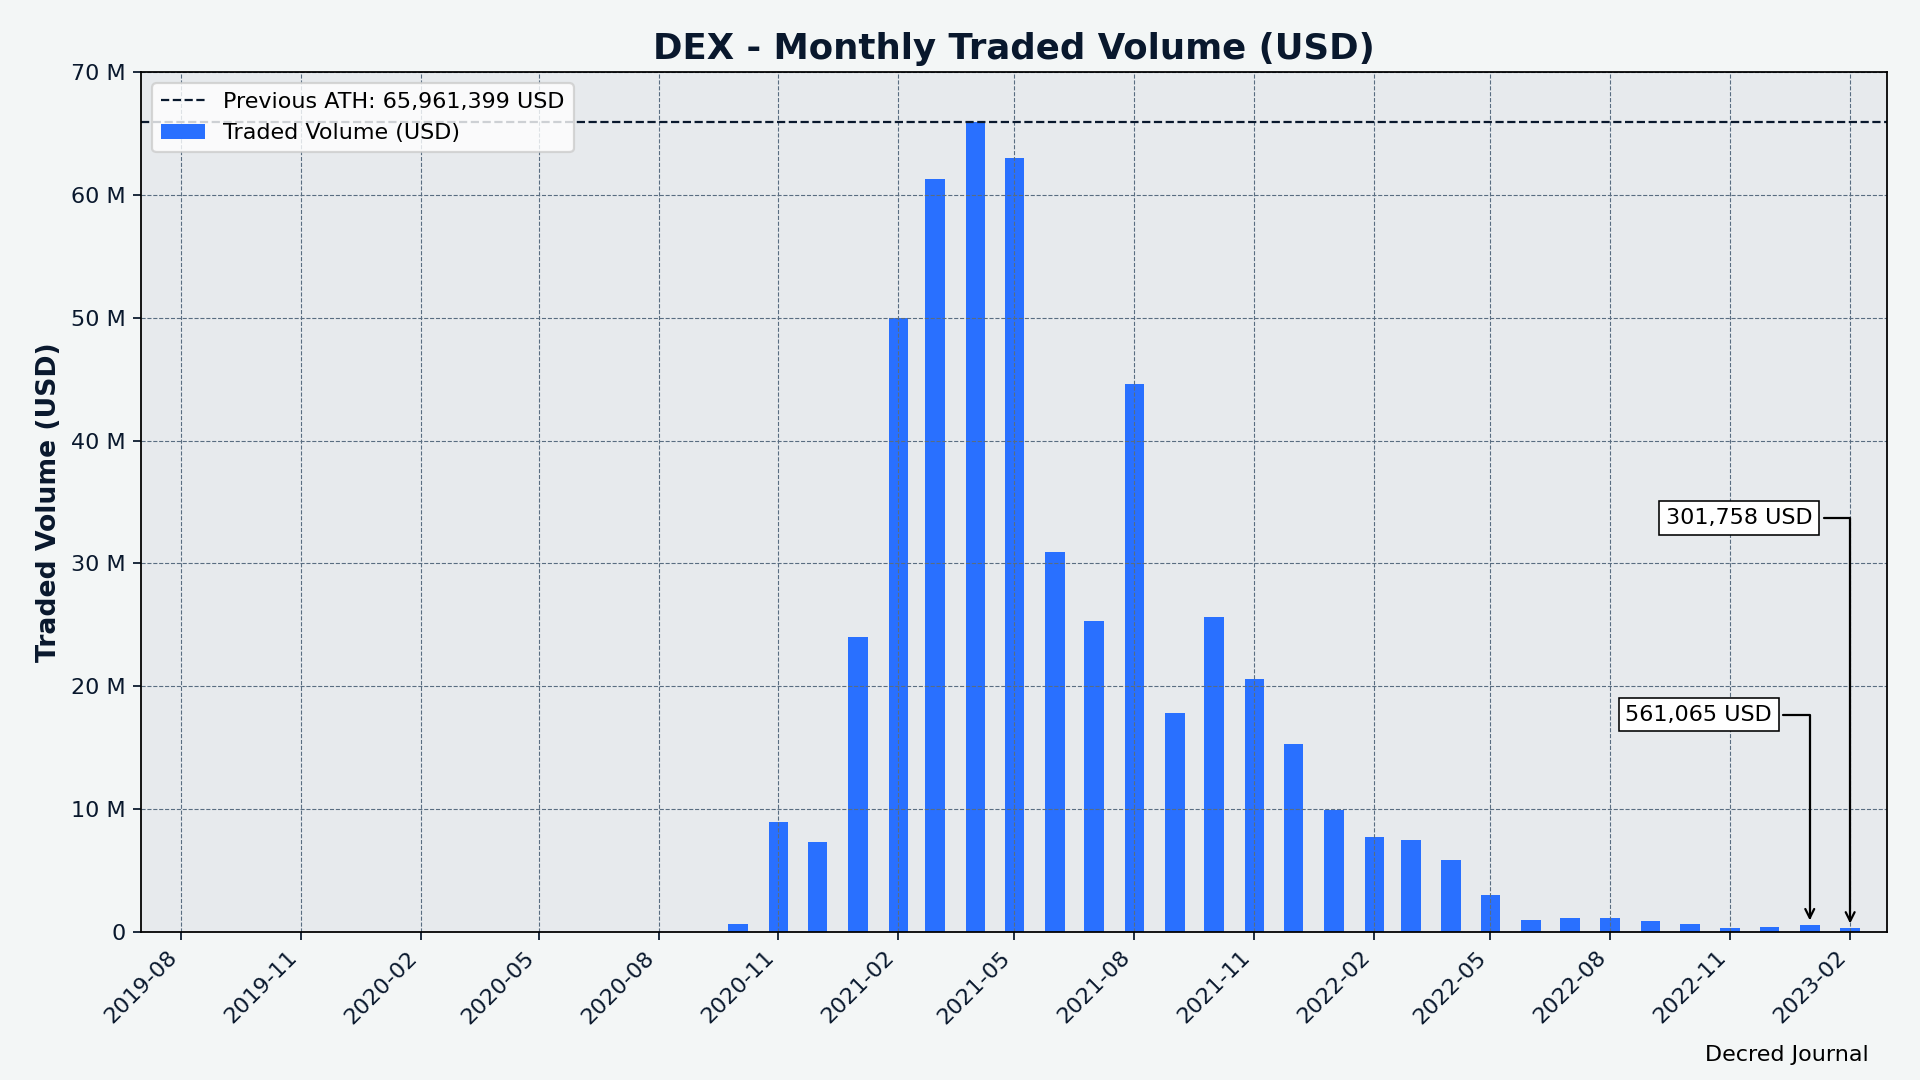 DEX - Monthly Traded Volume (USD)
Previous ATH: 65,961,399 USD
Traded Volume (USD)
Traded Volume (USD)
70 M
60 M
50 M
40 M
30 M
20 M
10 M
0
301,758 USD
561,065 USD
2019-08
2019-11
2020-02
2020-05
2020-08
2020-11
2021-02
2021-05
2021-08
2021-11
2022-02
2022-05
2022-08
2022-11
2023-02
Decred Journal